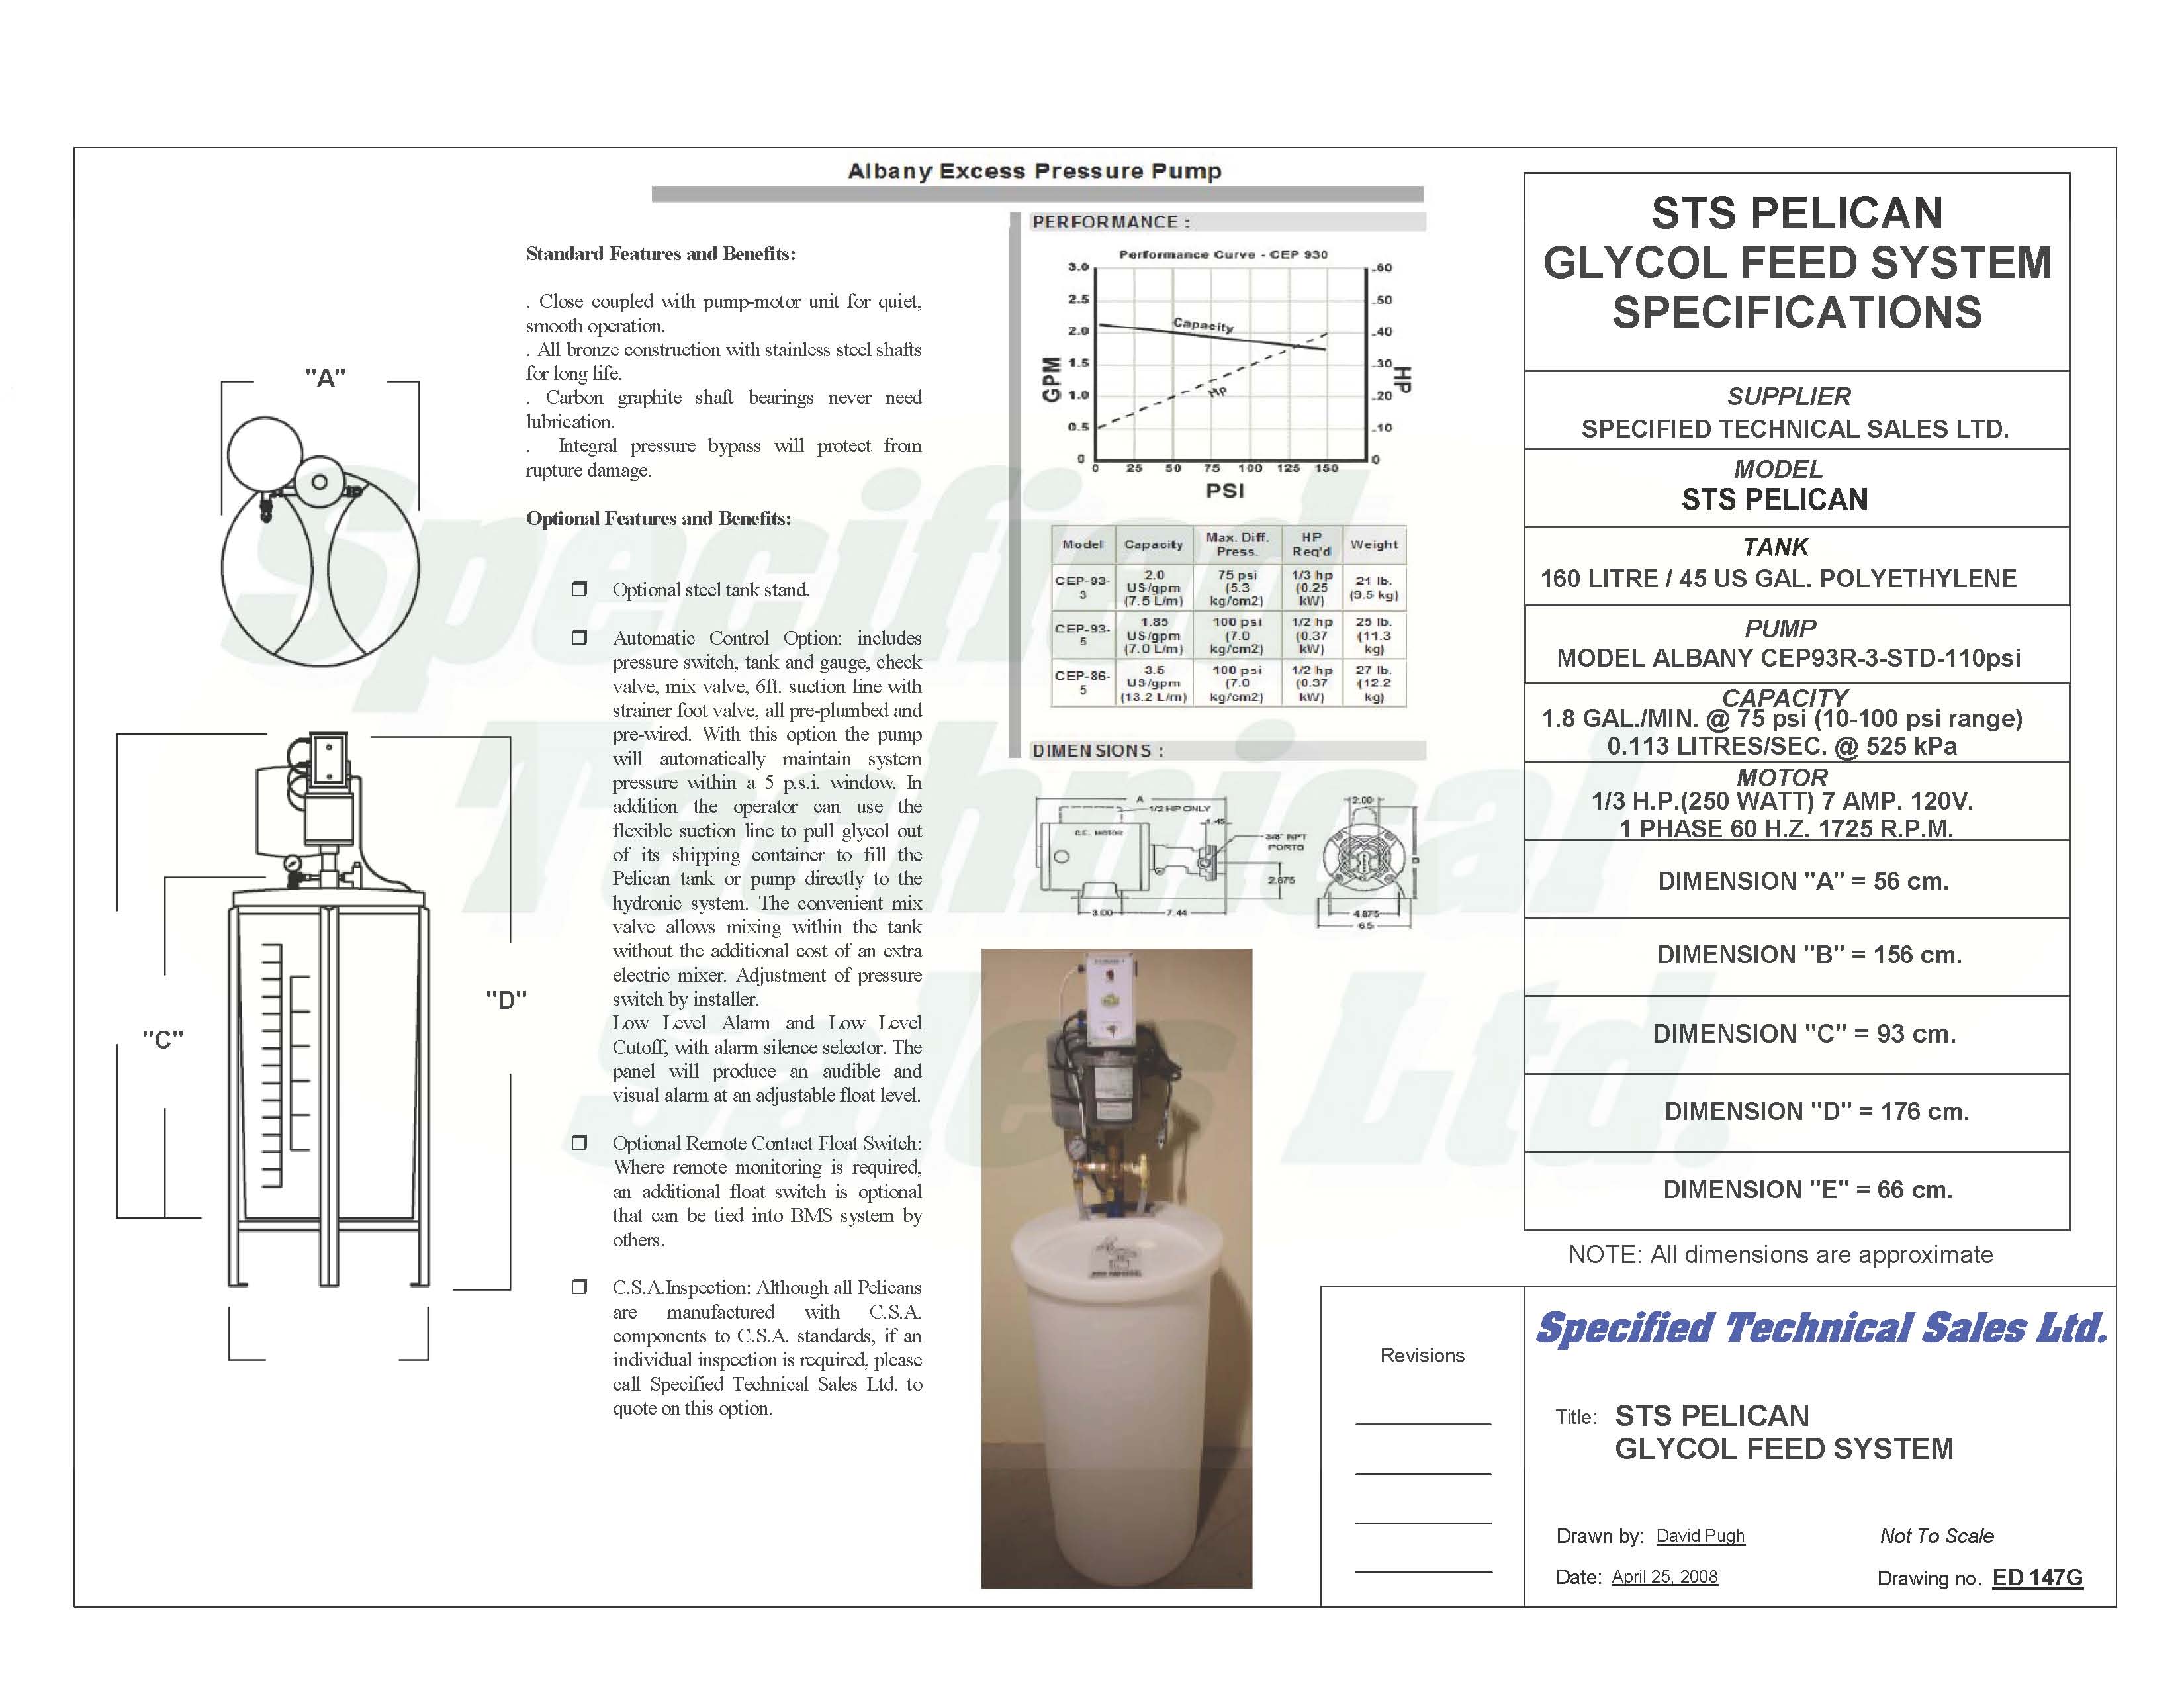 Albany Excess Pressure Pump
Standard Features and Benefits:
. Close coupled with pump-motor unit for quiet,
smooth operation.
. All bronze construction with stainless steel shafts
for long life.
. Carbon graphite shaft bearings never need
lubrication.
. Integral pressure bypass will protect from
rupture damage.
Optional Features and Benefits:
Optional steel tank stand.
Automatic Control Option: includes
pressure switch, tank and gauge, check
valve, mix valve, 6ft. suction line with
strainer foot valve, all pre-plumbed and
pre-wired. With this option the pump
will automatically maintain system
pressure within a 5 p.s.i. window. In
addition the operator can use the
flexible suction line to pull glycol out
of its shipping container to fill the
Pelican tank or pump directly to the
hydronic system. The convenient mix
valve allows mixing within the tank
without the additional cost of an extra
electric mixer. Adjustment of pressure
switch by installer.
Low Level Alarm and Low Level
Cutoff, with alarm silence selector. The
panel will produce an audible and
visual alarm at an adjustable float level.
Optional Remote Contact Float Switch:
Where remote monitoring is required,
an additional float switch is optional
that can be tied into BMS system by
others.
C.S.A.Inspection: Although all Pelicans
are manufactured with C.S.A.
components to C.S.A. standards, if an
individual inspection is required, please
call Specified Technical Sales Ltd. to
quote on this option.
"A"
"C"
"D"
PERFORMANCE :
Performance Curve - CEP 930
3.0
2.5
2.0
1.5
1.0
0.5
0
GPM
Capacity
Hp
.60
.50
.40
.30
.20
.10
0
HP
0 25 50 75 100 125 150
PSI
Model Capacity Max. Diff. Press. HP Req'd Weight
CEP-93-3 2.0 US/gpm (7.5 L/m) 75 psi (5.3 kg/cm2) 1/3 hp (0.25 kW) 21 lb. (9.5 kg)
CEP-93-5 1.85 US/gpm (7.0 L/m) 100 psi (7.0 kg/cm2) 1/2 hp (0.37 kW) 25 lb. (11.3 kg)
CEP-86-5 3.5 US/gpm (13.2 L/m) 100 psi (7.0 kg/cm2) 1/2 hp (0.37 kW) 27 lb. (12.2 kg)
DIMENSIONS :
A
1/2 HP ONLY
G.E. MOTOR
1.45
3/8" NPT
PORTS
2.875
3.00
7.44
2.00
4.875
6.5
STS PELICAN
GLYCOL FEED SYSTEM
SPECIFICATIONS
SUPPLIER
SPECIFIED TECHNICAL SALES LTD.
MODEL
STS PELICAN
TANK
160 LITRE / 45 US GAL. POLYETHYLENE
PUMP
MODEL ALBANY CEP93R-3-STD-110psi
CAPACITY
1.8 GAL./MIN. @ 75 psi (10-100 psi range)
0.113 LITRES/SEC. @ 525 kPa
MOTOR
1/3 H.P.(250 WATT) 7 AMP. 120V.
1 PHASE 60 H.Z. 1725 R.P.M.
DIMENSION "A" = 56 cm.
DIMENSION "B" = 156 cm.
DIMENSION "C" = 93 cm.
DIMENSION "D" = 176 cm.
DIMENSION "E" = 66 cm.
NOTE: All dimensions are approximate
Revisions
Specified Technical Sales Ltd.
Title: STS PELICAN
GLYCOL FEED SYSTEM
Drawn by: David Pugh
Not To Scale
Date: April 25, 2008
Drawing no. ED 147G
Specified
Technical
Sales Ltd.